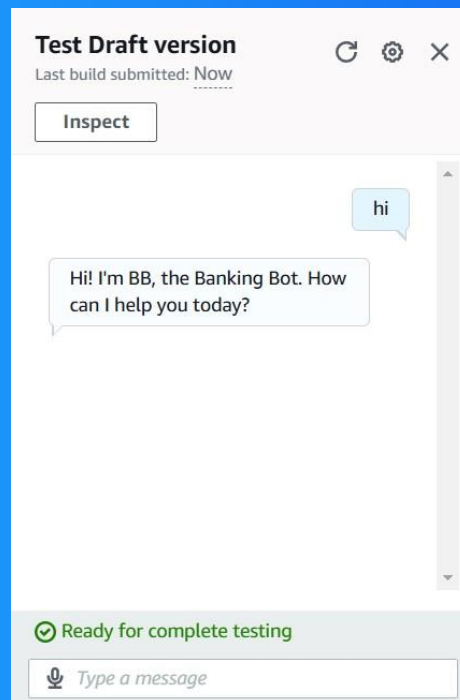 Test Draft version
Last build submitted: Now
Inspect
hi
Hi! I'm BB, the Banking Bot. How
can I help you today?
Ready for complete testing
Type a message